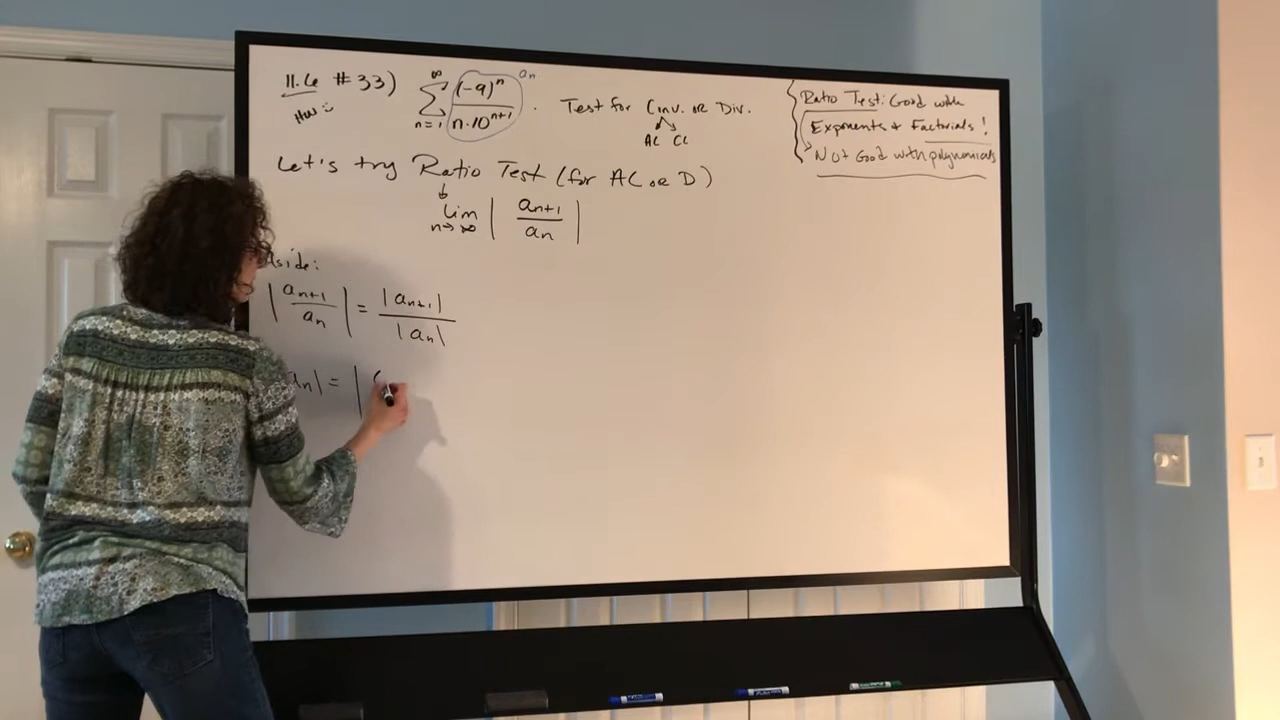 11.6 #33) ∞ ∑ n=1 (-9)^n / n·10^(n+1) . an Test for Conv. or Div.
HW ☺
AC CC
Ratio Test: Good with
Exponents & Factorials!
Not Good with polynomials
Let's try Ratio Test (for AC or D)
lim n→∞ | an+1 / an |
Aside:
| an+1 / an | = |an+1| / |an|
an| = | (